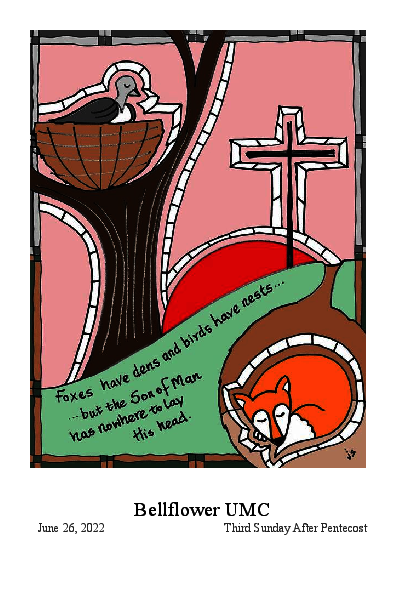 Foxes have dens and birds have nests...
...but the Son of Man
has nowhere to lay
His head.
js
Bellflower UMC
June 26, 2022 Third Sunday After Pentecost